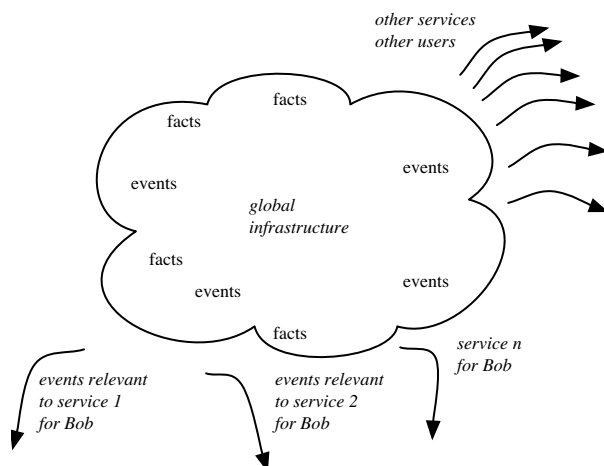 other services
other users
facts
facts
events
events
global
infrastructure
facts
events
events
facts
service n
for Bob
events relevant
to service 1
for Bob
events relevant
to service 2
for Bob